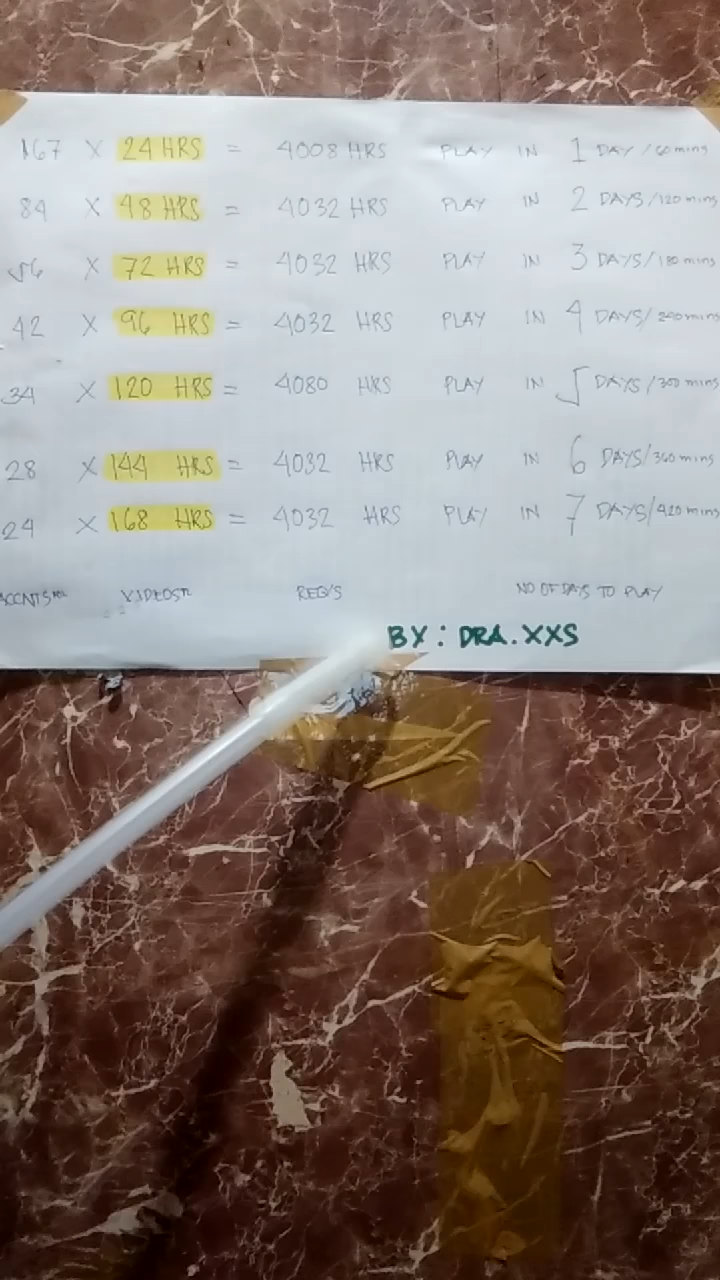 167 X 24 HRS = 4008 HRS PLAY IN 1 DAY / 60 mins
84 X 48 HRS = 4032 HRS PLAY IN 2 DAYS / 120 mins
56 X 72 HRS = 4032 HRS PLAY IN 3 DAYS / 180 mins
42 X 96 HRS = 4032 HRS PLAY IN 4 DAYS / mins
34 X 120 HRS = 4080 HRS PLAY IN 5 DAYS / 300 mins
28 X 144 HRS = 4032 HRS PLAY IN 6 DAYS / 360 mins
24 X 168 HRS = 4032 HRS PLAY IN 7 DAYS / 420 mins
NO OF DAYS TO PLAY
BY: DRA.XXS